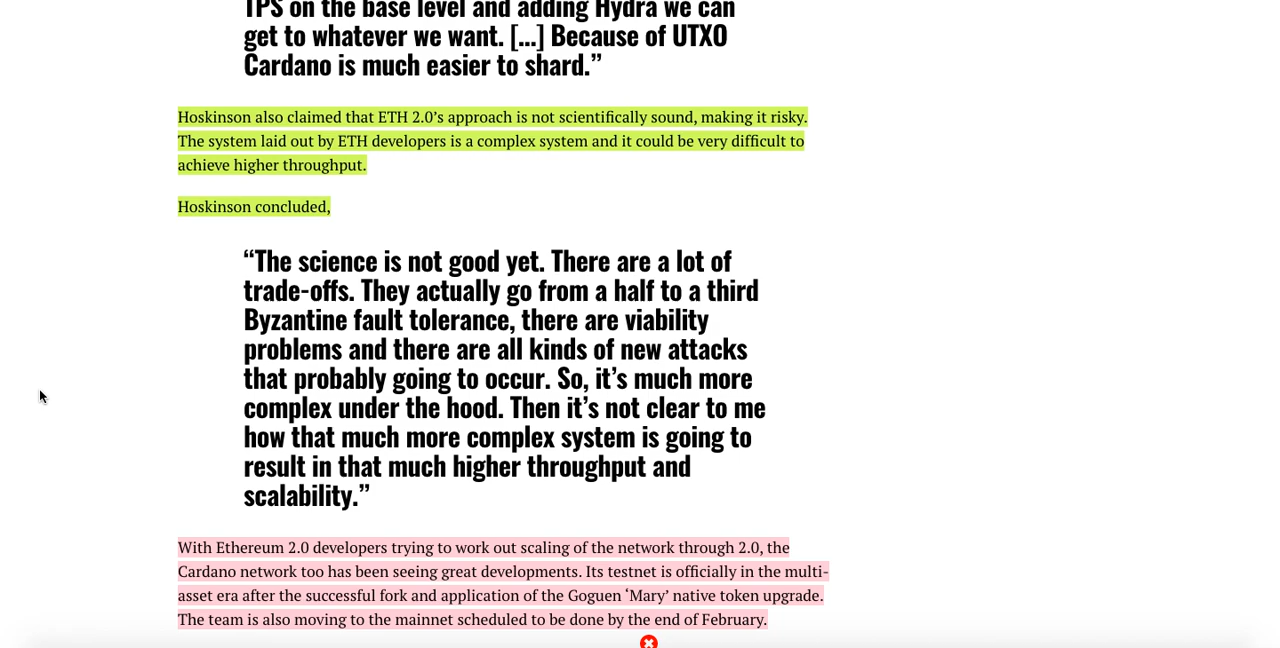 TPS on the base level and adding Hydra we can
get to whatever we want. [...] Because of UTXO
Cardano is much easier to shard.”
Hoskinson also claimed that ETH 2.0’s approach is not scientifically sound, making it risky.
The system laid out by ETH developers is a complex system and it could be very difficult to
achieve higher throughput.
Hoskinson concluded,
“The science is not good yet. There are a lot of
trade-offs. They actually go from a half to a third
Byzantine fault tolerance, there are viability
problems and there are all kinds of new attacks
that probably going to occur. So, it’s much more
complex under the hood. Then it’s not clear to me
how that much more complex system is going to
result in that much higher throughput and
scalability.”
With Ethereum 2.0 developers trying to work out scaling of the network through 2.0, the
Cardano network too has been seeing great developments. Its testnet is officially in the multi-
asset era after the successful fork and application of the Goguen ‘Mary’ native token upgrade.
The team is also moving to the mainnet scheduled to be done by the end of February.